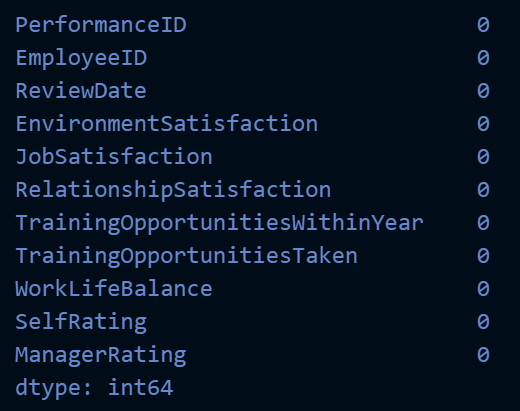 PerformanceID 0
EmployeeID 0
ReviewDate 0
EnvironmentSatisfaction 0
JobSatisfaction 0
RelationshipSatisfaction 0
TrainingOpportunitiesWithinYear 0
TrainingOpportunitiesTaken 0
WorkLifeBalance 0
SelfRating 0
ManagerRating 0
dtype: int64